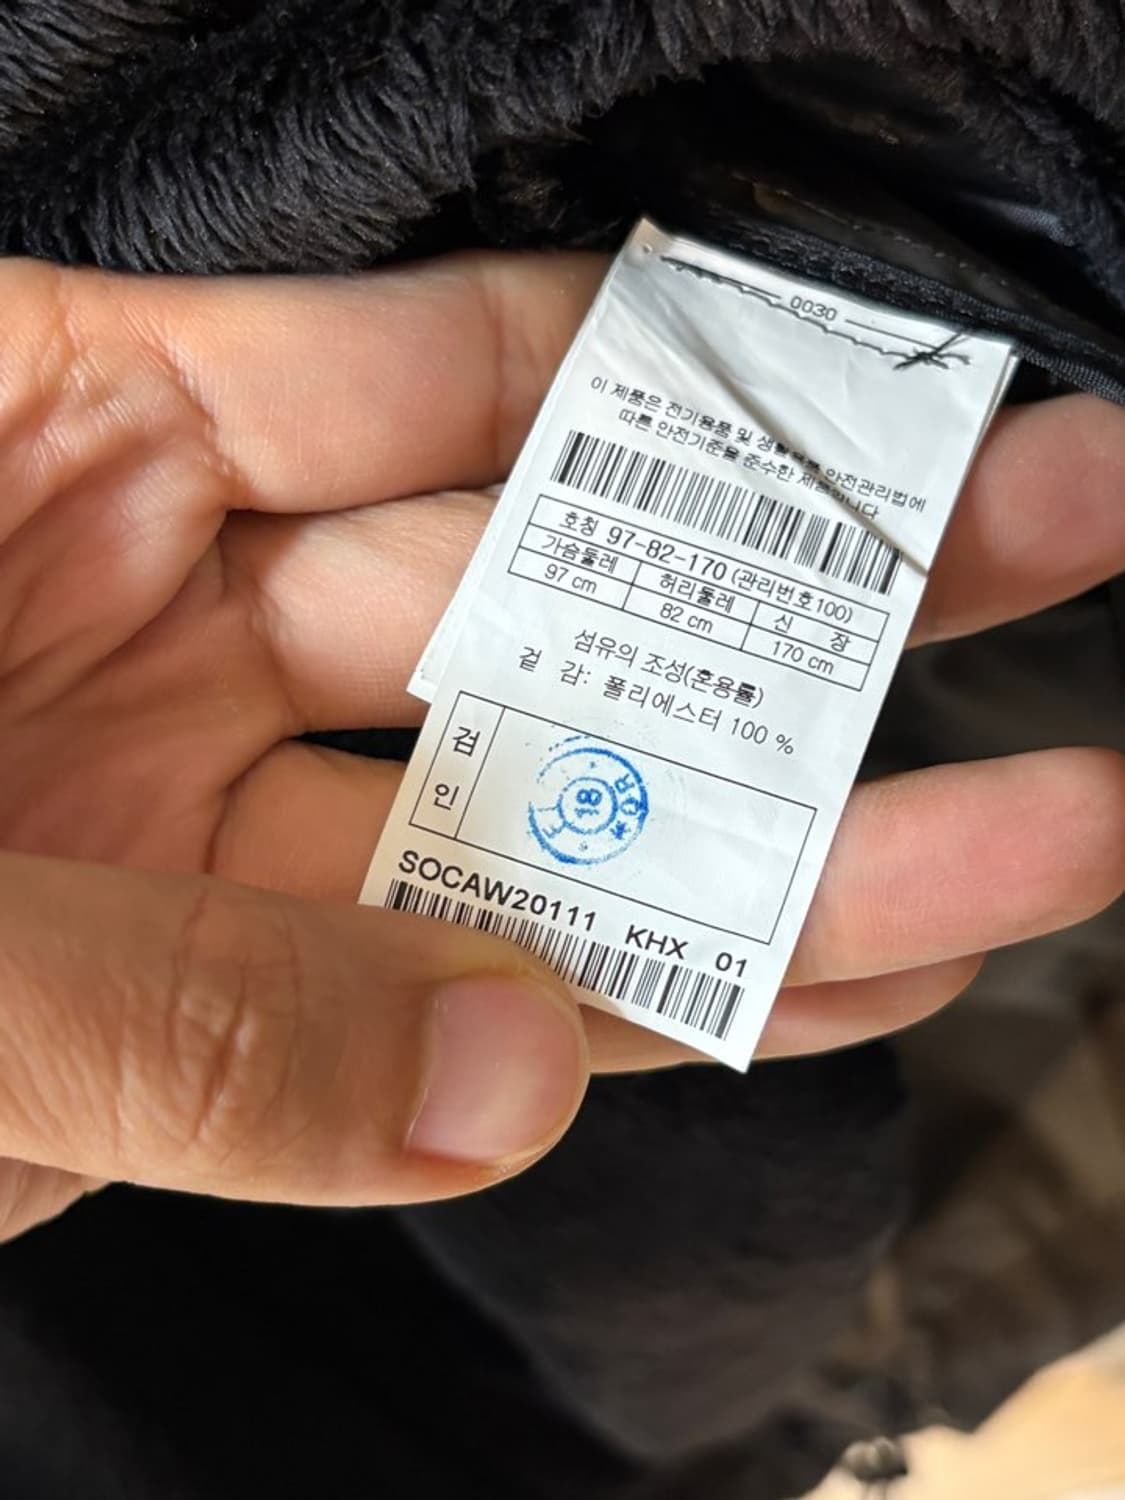 0030
이 제품은 전기용품 및 생활용품 안전관리법에
따른 안전기준을 준수한 제품입니다
호칭 97-82-170 (관리번호100)
가슴둘레 허리둘레 신 장
97 cm 82 cm 170 cm
섬유의 조성(혼용률)
겉 감: 폴리에스터 100 %
검
인
SOCAW20111 KHX 01